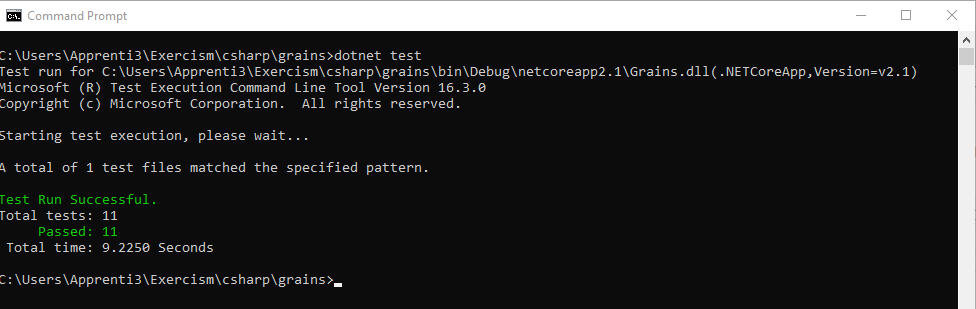 Command Prompt
C:\Users\Apprenti3\Exercism\csharp\grains>dotnet test
Test run for C:\Users\Apprenti3\Exercism\csharp\grains\bin\Debug\netcoreapp2.1\Grains.dll(.NETCoreApp,Version=v2.1)
Microsoft (R) Test Execution Command Line Tool Version 16.3.0
Copyright (c) Microsoft Corporation.  All rights reserved.
Starting test execution, please wait...
A total of 1 test files matched the specified pattern.
Test Run Successful.
Total tests: 11
     Passed: 11
 Total time: 9.2250 Seconds
C:\Users\Apprenti3\Exercism\csharp\grains>